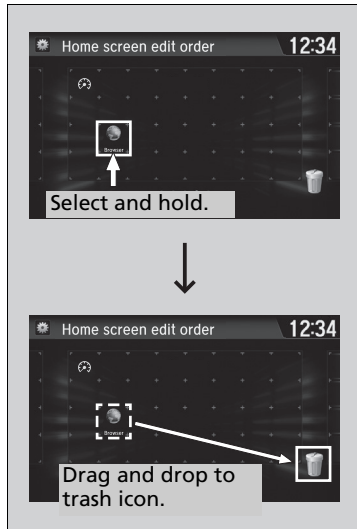 Home screen edit order 12:34
Browser
Select and hold.
Home screen edit order 12:34
Browser
Drag and drop to
trash icon.